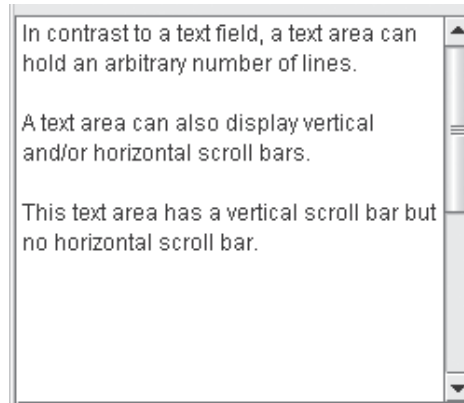 In contrast to a text field, a text area can
hold an arbitrary number of lines.
A text area can also display vertical
and/or horizontal scroll bars.
This text area has a vertical scroll bar but
no horizontal scroll bar.